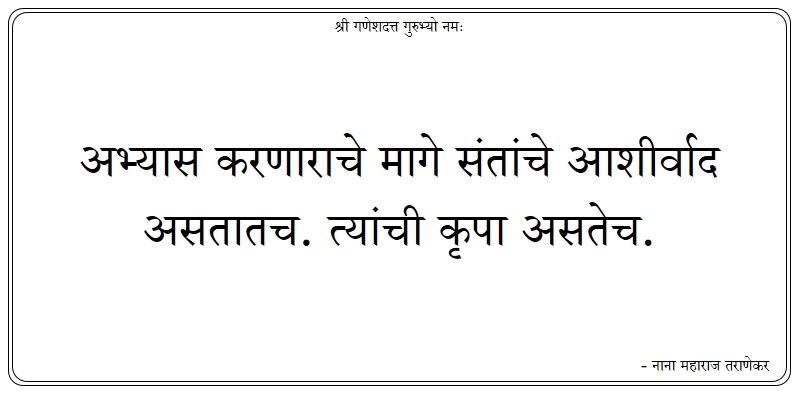 श्री गणेशदत्त गुरुभ्यो नमः
अभ्यास करणाराचे मागे संतांचे आशीर्वाद
असतातच. त्यांची कृपा असतेच.
- नाना महाराज तराणेकर